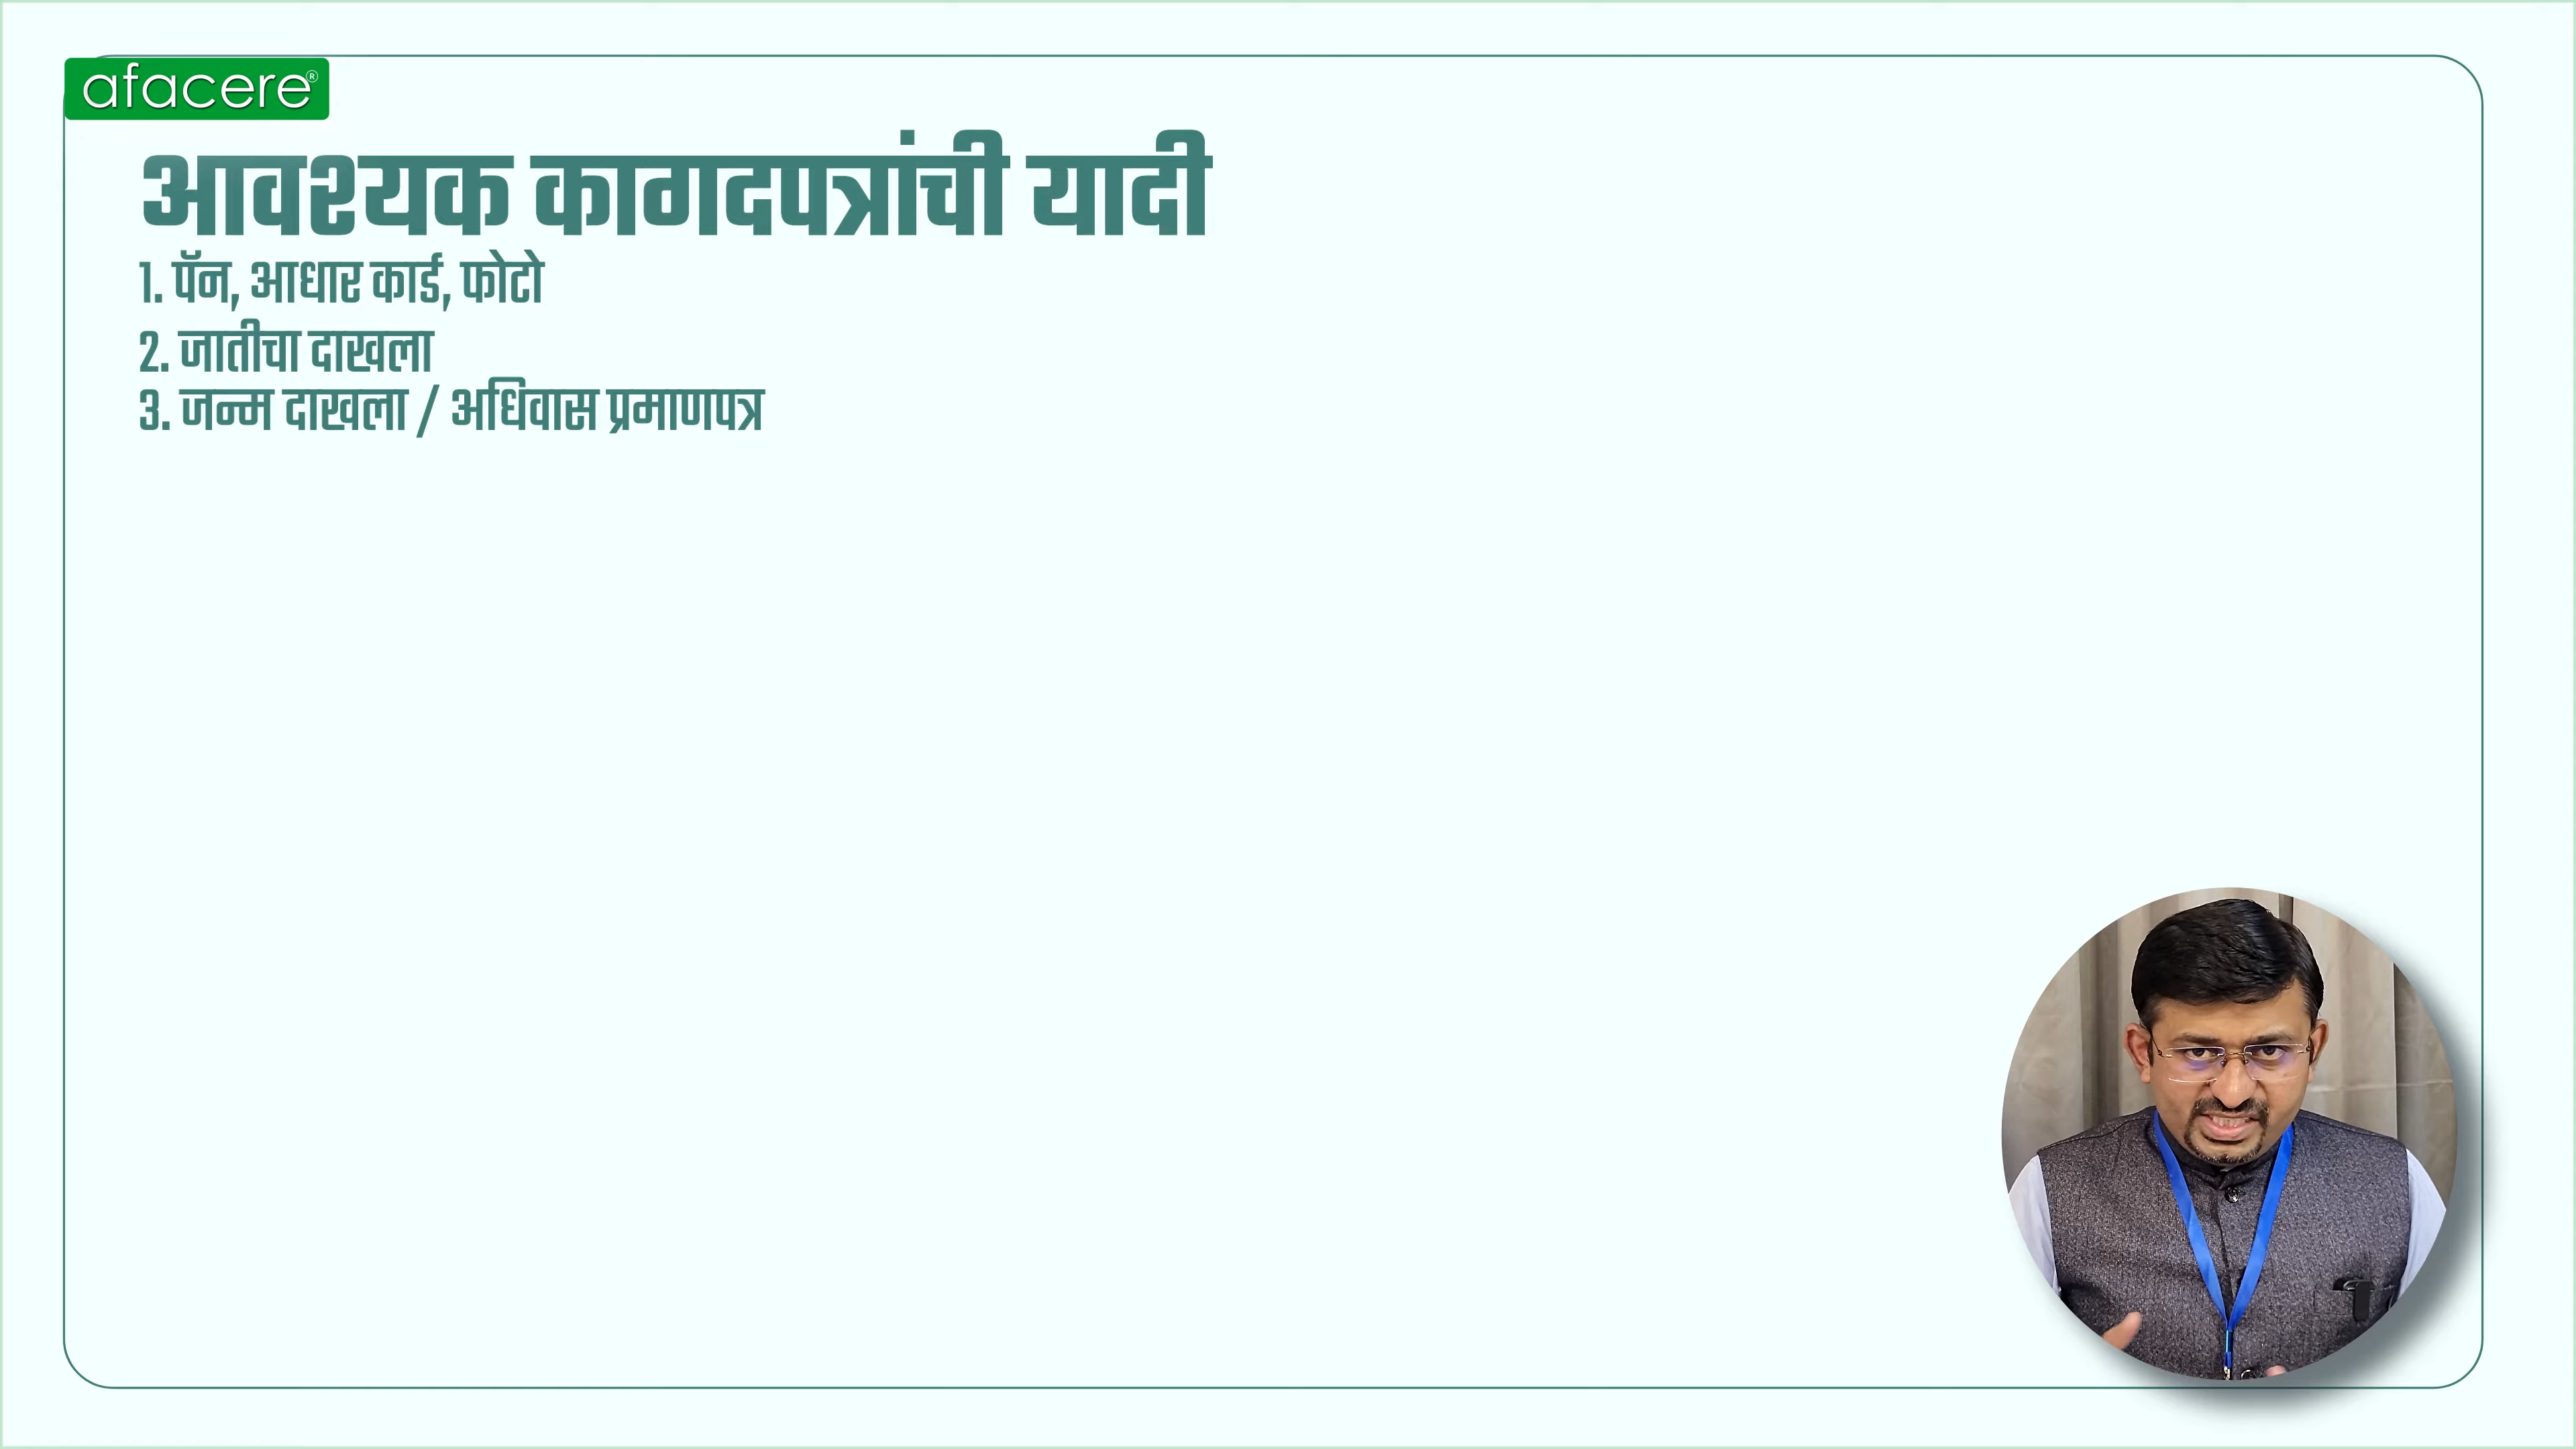 afacere®
आवश्यक कागदपत्रांची यादी
1. पॅन, आधार कार्ड, फोटो
2. जातीचा दाखला
3. जन्म दाखला / अधिवास प्रमाणपत्र